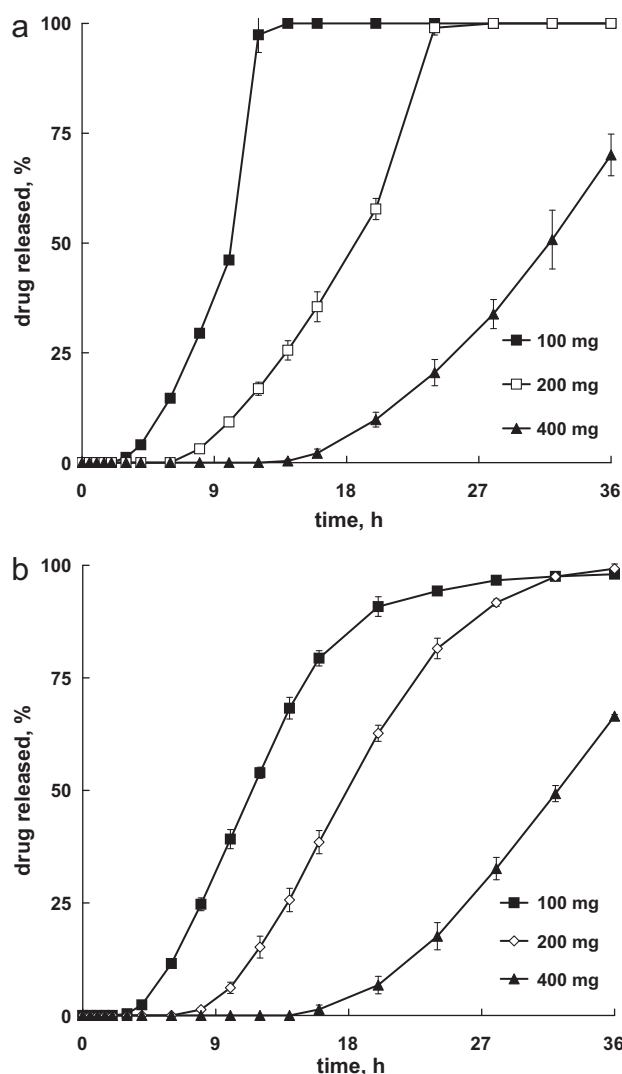 a
100
75
50
25
0
drug released, %
100 mg
200 mg
400 mg
0 9 18 27 36
time, h
b
100
75
50
25
0
drug released, %
100 mg
200 mg
400 mg
0 9 18 27 36
time, h